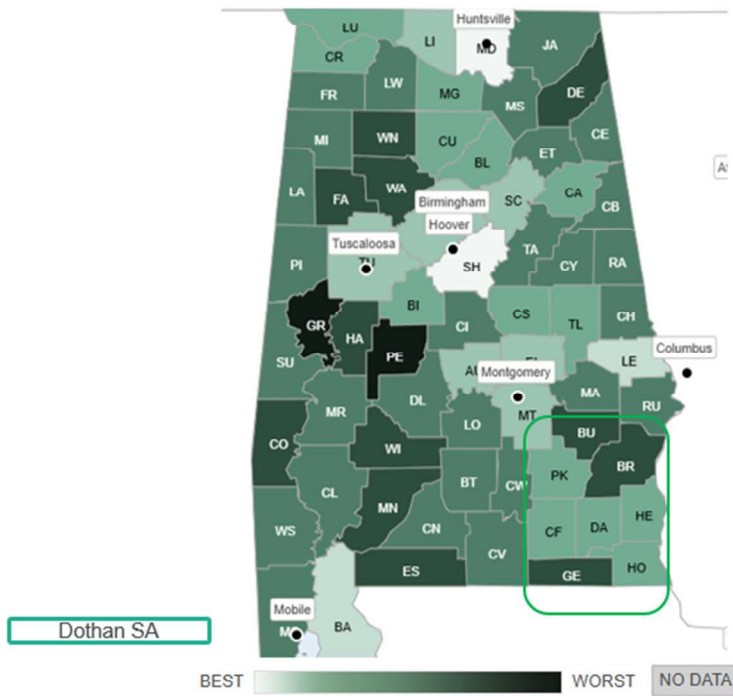 LU
Huntsville
LI
MD
JA
CR
LW
FR
MG
DE
MS
MI
WN
CU
CE
ET
BL
LA
FA
WA
CA
SC
CB
Birmingham
Hoover
Tuscaloosa
TU
TA
PI
SH
CY
RA
BI
CS
GR
CI
TL
CH
HA
PE
SU
LE
Columbus
AU
Montgomery
MA
MR
DL
MT
RU
LO
BU
CO
WI
BR
PK
BT
CW
CL
MN
HE
WS
CN
CF
DA
CV
HO
ES
GE
Mobile
BA
Dothan SA
BEST
WORST
NO DATA